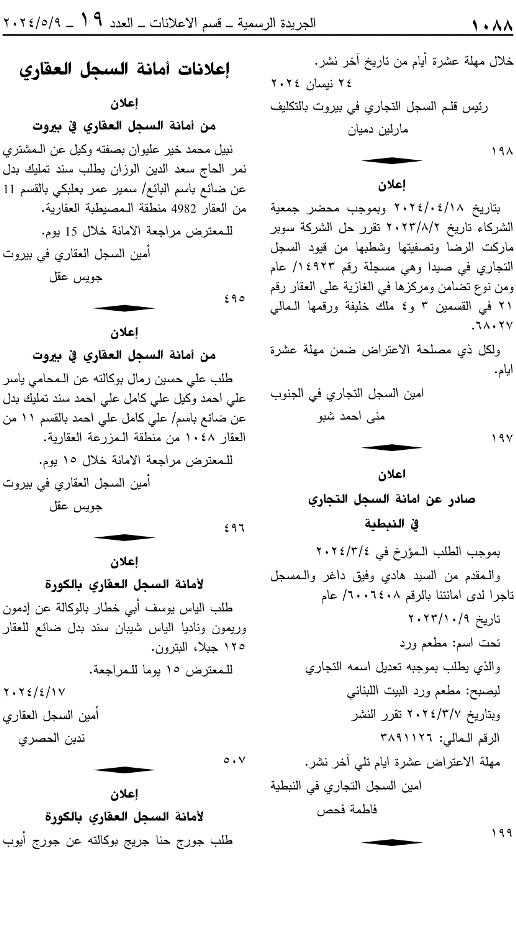 ١٠٨٨
الجريدة الرسمية ــ قسم الاعلانات ــ العدد ١٩ ــ ٢٠٢٤/٥/٩
خلال مهلة عشرة أيام من تاريخ آخر نشر.
٢٤ نيسان ٢٠٢٤
رئيس قلم السجل التجاري في بيروت بالتكليف
مارلين دميان
١٩٨
اعلان
بتاريخ ٢٠٢٤/٠٤/١٨ وبموجب محضر جمعية
الشركاء تاريخ ٢٠٢٣/٨/٢ تقرر حل الشركة سوبر
ماركت الرضا وتصفيتها وشطبها من قيود السجل
التجاري في صيدا وهي مسجلة رقم ١٤٩٢٣/ عام
ومن نوع تضامن ومركزها في الغازية على العقار رقم
٢١ في القسمين ٣ و٤ ملك خليفة ورقمها المالي
٦٨٠٢٧.
ولكل ذي مصلحة الاعتراض ضمن مهلة عشرة
ايام.
امين السجل التجاري في الجنوب
منى احمد شبو
١٩٧
اعلان
صادر عن امانة السجل التجاري
في النبطية
بموجب الطلب المؤرخ في ٢٠٢٤/٣/٤
والمقدم من السيد هادي وفيق داغر والمسجل
تاجرا لدى امانتنا بالرقم ٦٠٠٦٤٠٨/ عام
تاريخ ٢٠٢٣/١٠/٩
تحت اسم: مطعم ورد
والذي يطلب بموجبه تعديل اسمه التجاري
ليصبح: مطعم ورد البيت اللبناني
وبتاريخ ٢٠٢٤/٣/٧ تقرر النشر
الرقم المالي: ٣٨٩١١٢٦
مهلة الاعتراض عشرة ايام تلي آخر نشر.
امين السجل التجاري في النبطية
فاطمة فحص
١٩٩
إعلانات أمانة السجل العقاري
إعلان
من أمانة السجل العقاري في بيروت
نبيل محمد خير عليوان بصفته وكيل عن المشتري
نمر الحاج سعد الدين الوزان يطلب سند تمليك بدل
عن ضائع باسم البائع/ سمير عمر بعلبكي بالقسم 11
من العقار 4982 منطقة المصيطبة العقارية.
للمعترض مراجعة الامانة خلال 15 يوم.
أمين السجل العقاري في بيروت
جويس عقل
٤٩٥
إعلان
من أمانة السجل العقاري في بيروت
طلب علي حسين رمال بوكالته عن المحامي ياسر
علي احمد وكيل علي كامل علي احمد سند تمليك بدل
عن ضائع باسم/ علي كامل علي احمد بالقسم ١١ من
العقار ١٠٤٨ من منطقة المزرعة العقارية.
للمعترض مراجعة الامانة خلال ١٥ يوم.
أمين السجل العقاري في بيروت
جويس عقل
٤٩٦
إعلان
لأمانة السجل العقاري بالكورة
طلب الياس يوسف أبي خطار بالوكالة عن إدمون
وريمون وناديا الياس شيبان سند بدل ضائع للعقار
١٢٥ جبلا، البترون.
للمعترض ١٥ يوما للمراجعة.
٢٠٢٤/٤/١٧
أمين السجل العقاري
ندين الحصري
٥٠٧
إعلان
لأمانة السجل العقاري بالكورة
طلب جورج حنا جريج بوكالته عن جورج أيوب